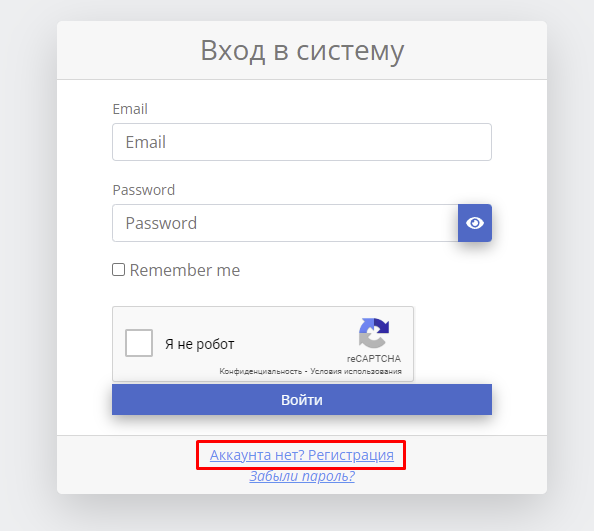 Вход в систему
Email
Email
Password
Password
Remember me
Я не робот
reCAPTCHA
Конфиденциальность - Условия использования
Войти
Аккаунта нет? Регистрация
Забыли пароль?